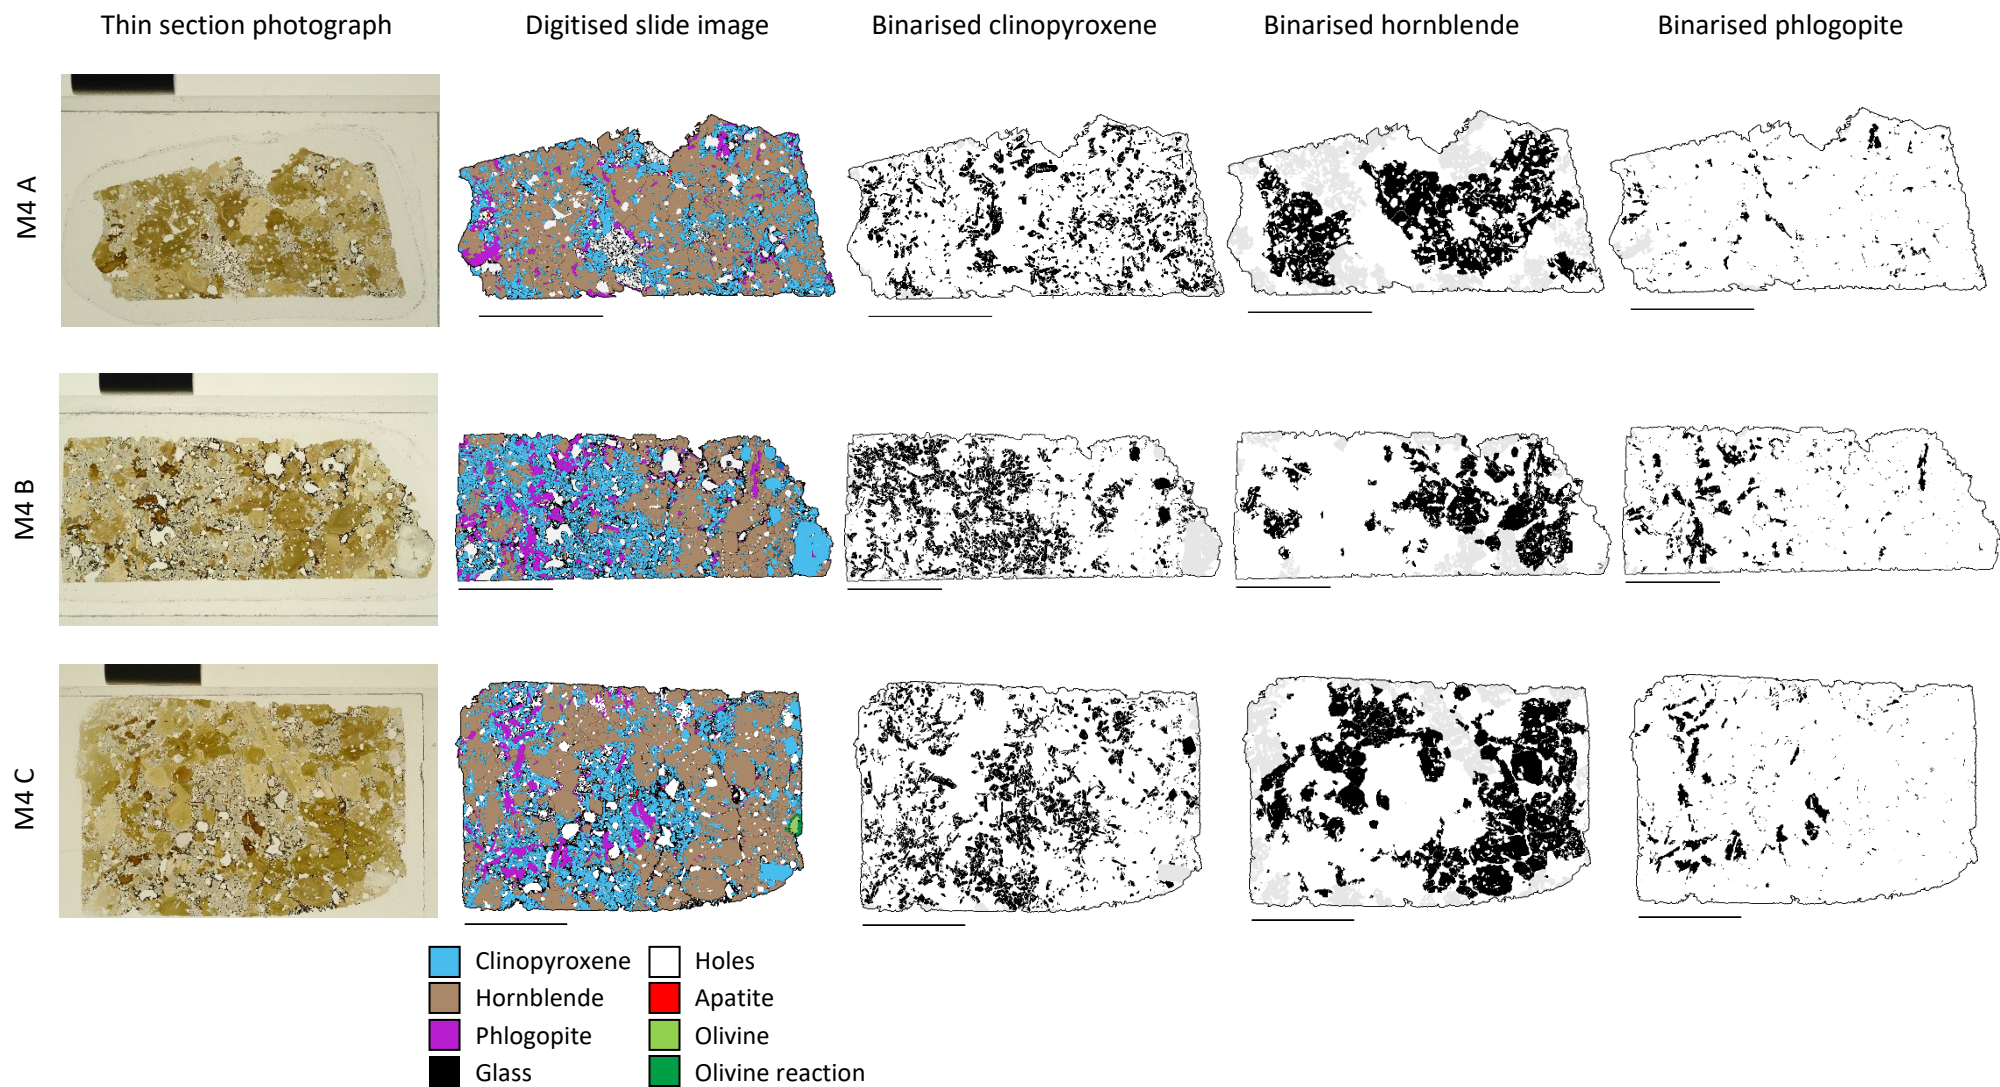 Thin section photograph
Digitised slide image
Binarised clinopyroxene
Binarised hornblende
Binarised phlogopite
M4 A
M4 B
M4 C
Clinopyroxene
Holes
Hornblende
Apatite
Phlogopite
Olivine
Glass
Olivine reaction